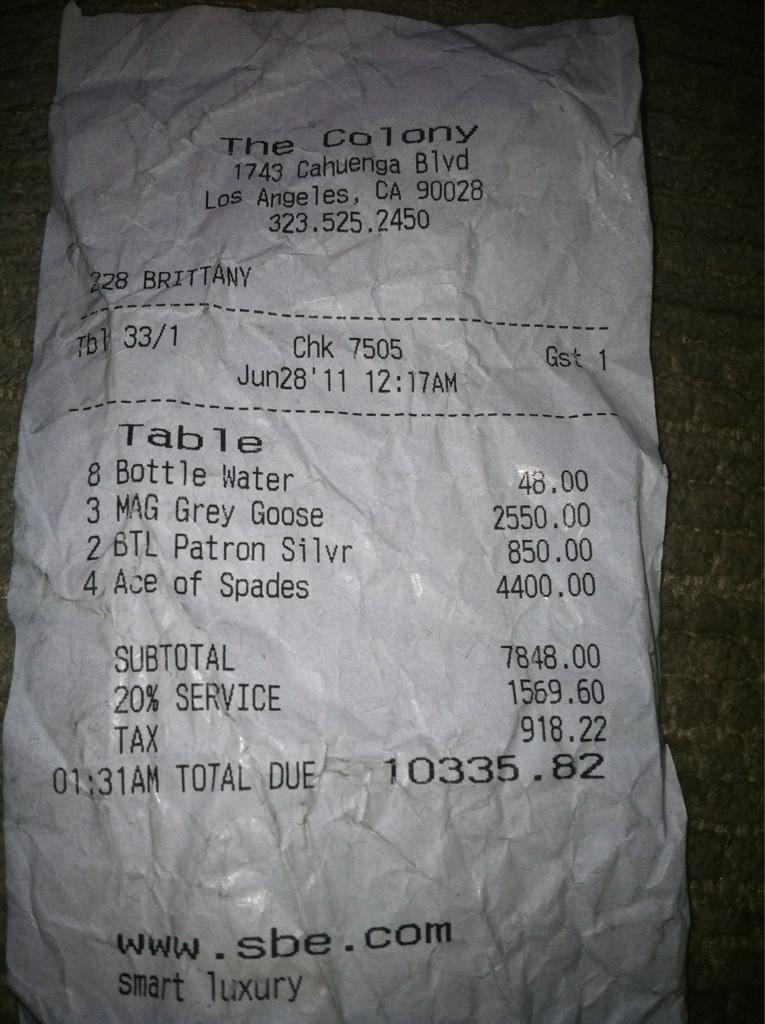 The Colony
1743 Cahuenga Blvd
Los Angeles, CA 90028
323.525.2450
228 BRITTANY
Tbl 33/1 Chk 7505 Gst 1
Jun28'11 12:17AM
Table
8 Bottle Water 48.00
3 MAG Grey Goose 2550.00
2 BTL Patron Silvr 850.00
4 Ace of Spades 4400.00
SUBTOTAL 7848.00
20% SERVICE 1569.60
TAX 918.22
01:31AM TOTAL DUE 10335.82
www.sbe.com
smart luxury